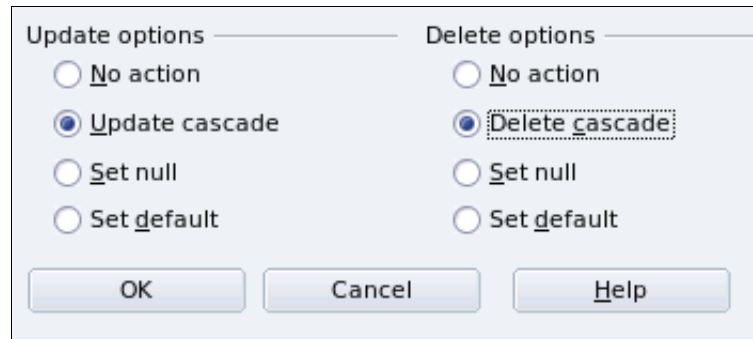 Update options
No action
Update cascade
Set null
Set default
Delete options
No action
Delete cascade
Set null
Set default
OK
Cancel
Help